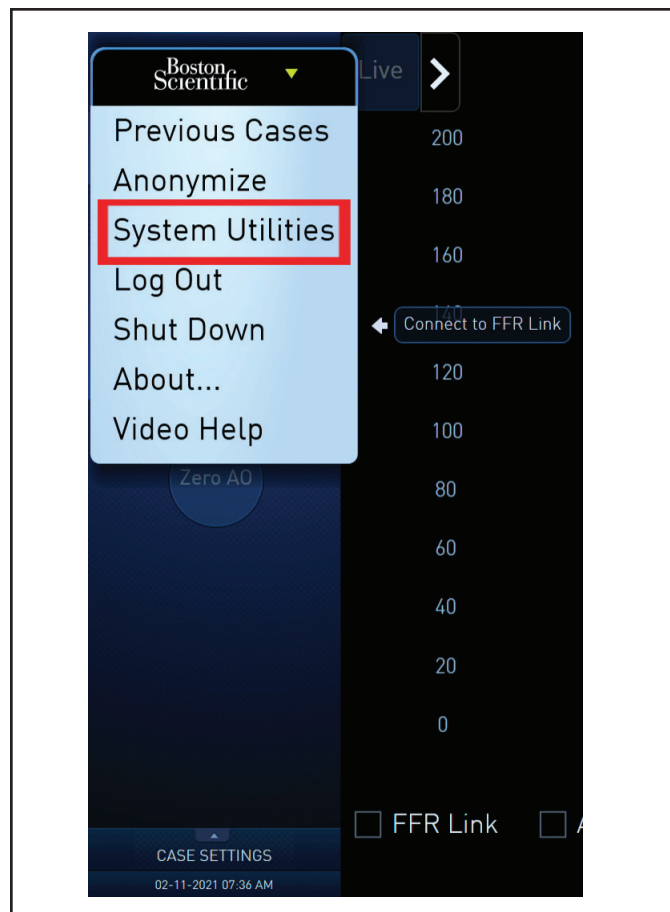 Boston
Scientific
Previous Cases
Anonymize
System Utilities
Log Out
Shut Down
About...
Video Help
Zero AO
CASE SETTINGS
02-11-2021 07:36 AM
Live
200
180
160
140
Connect to FFR Link
120
100
80
60
40
20
0
FFR Link